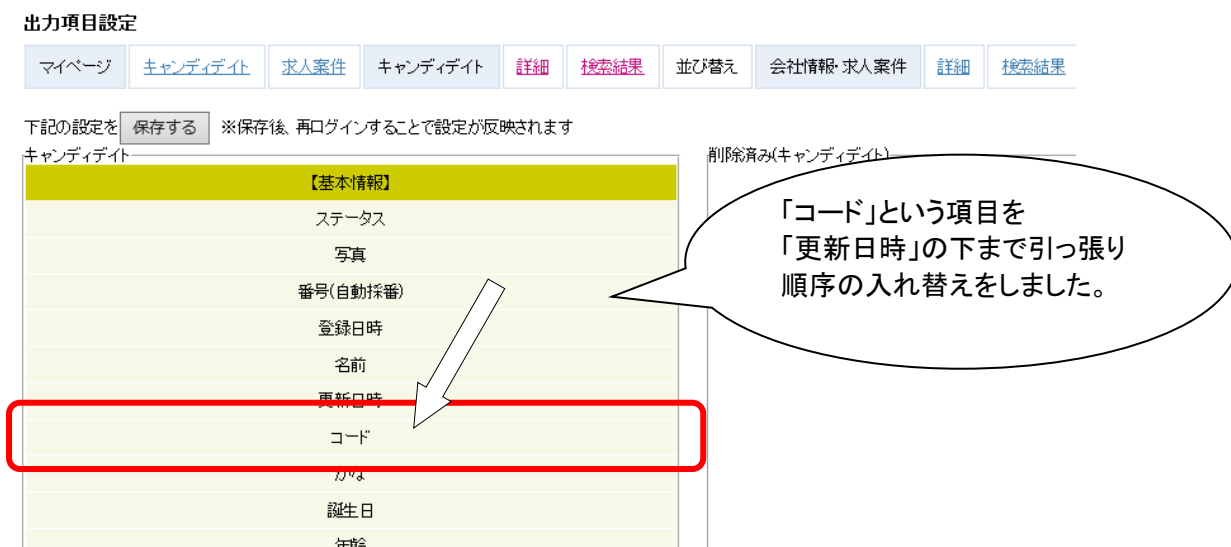 出力項目設定
マイページ キャンディデイト 求人案件 キャンディデイト 詳細 検索結果 並び替え 会社情報・求人案件 詳細 検索結果
下記の設定を 保存する ※保存後、再ログインすることで設定が反映されます
キャンディデイト
削除済み(キャンディデイト)
【基本情報】
ステータス
写真
番号(自動採番)
登録日時
名前
更新日時
コード
かな
誕生日
年齢
「コード」という項目を
「更新日時」の下まで引っ張り
順序の入れ替えをしました。